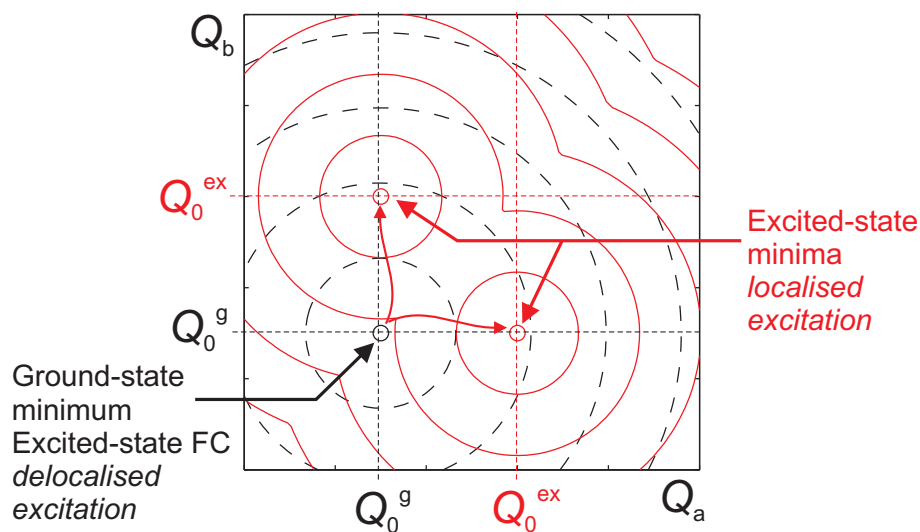 Q_b
Q_0^ex
Q_0^g
Excited-state
minima
localised
excitation
Ground-state
minimum
Excited-state FC
delocalised
excitation
Q_0^g
Q_0^ex
Q_a